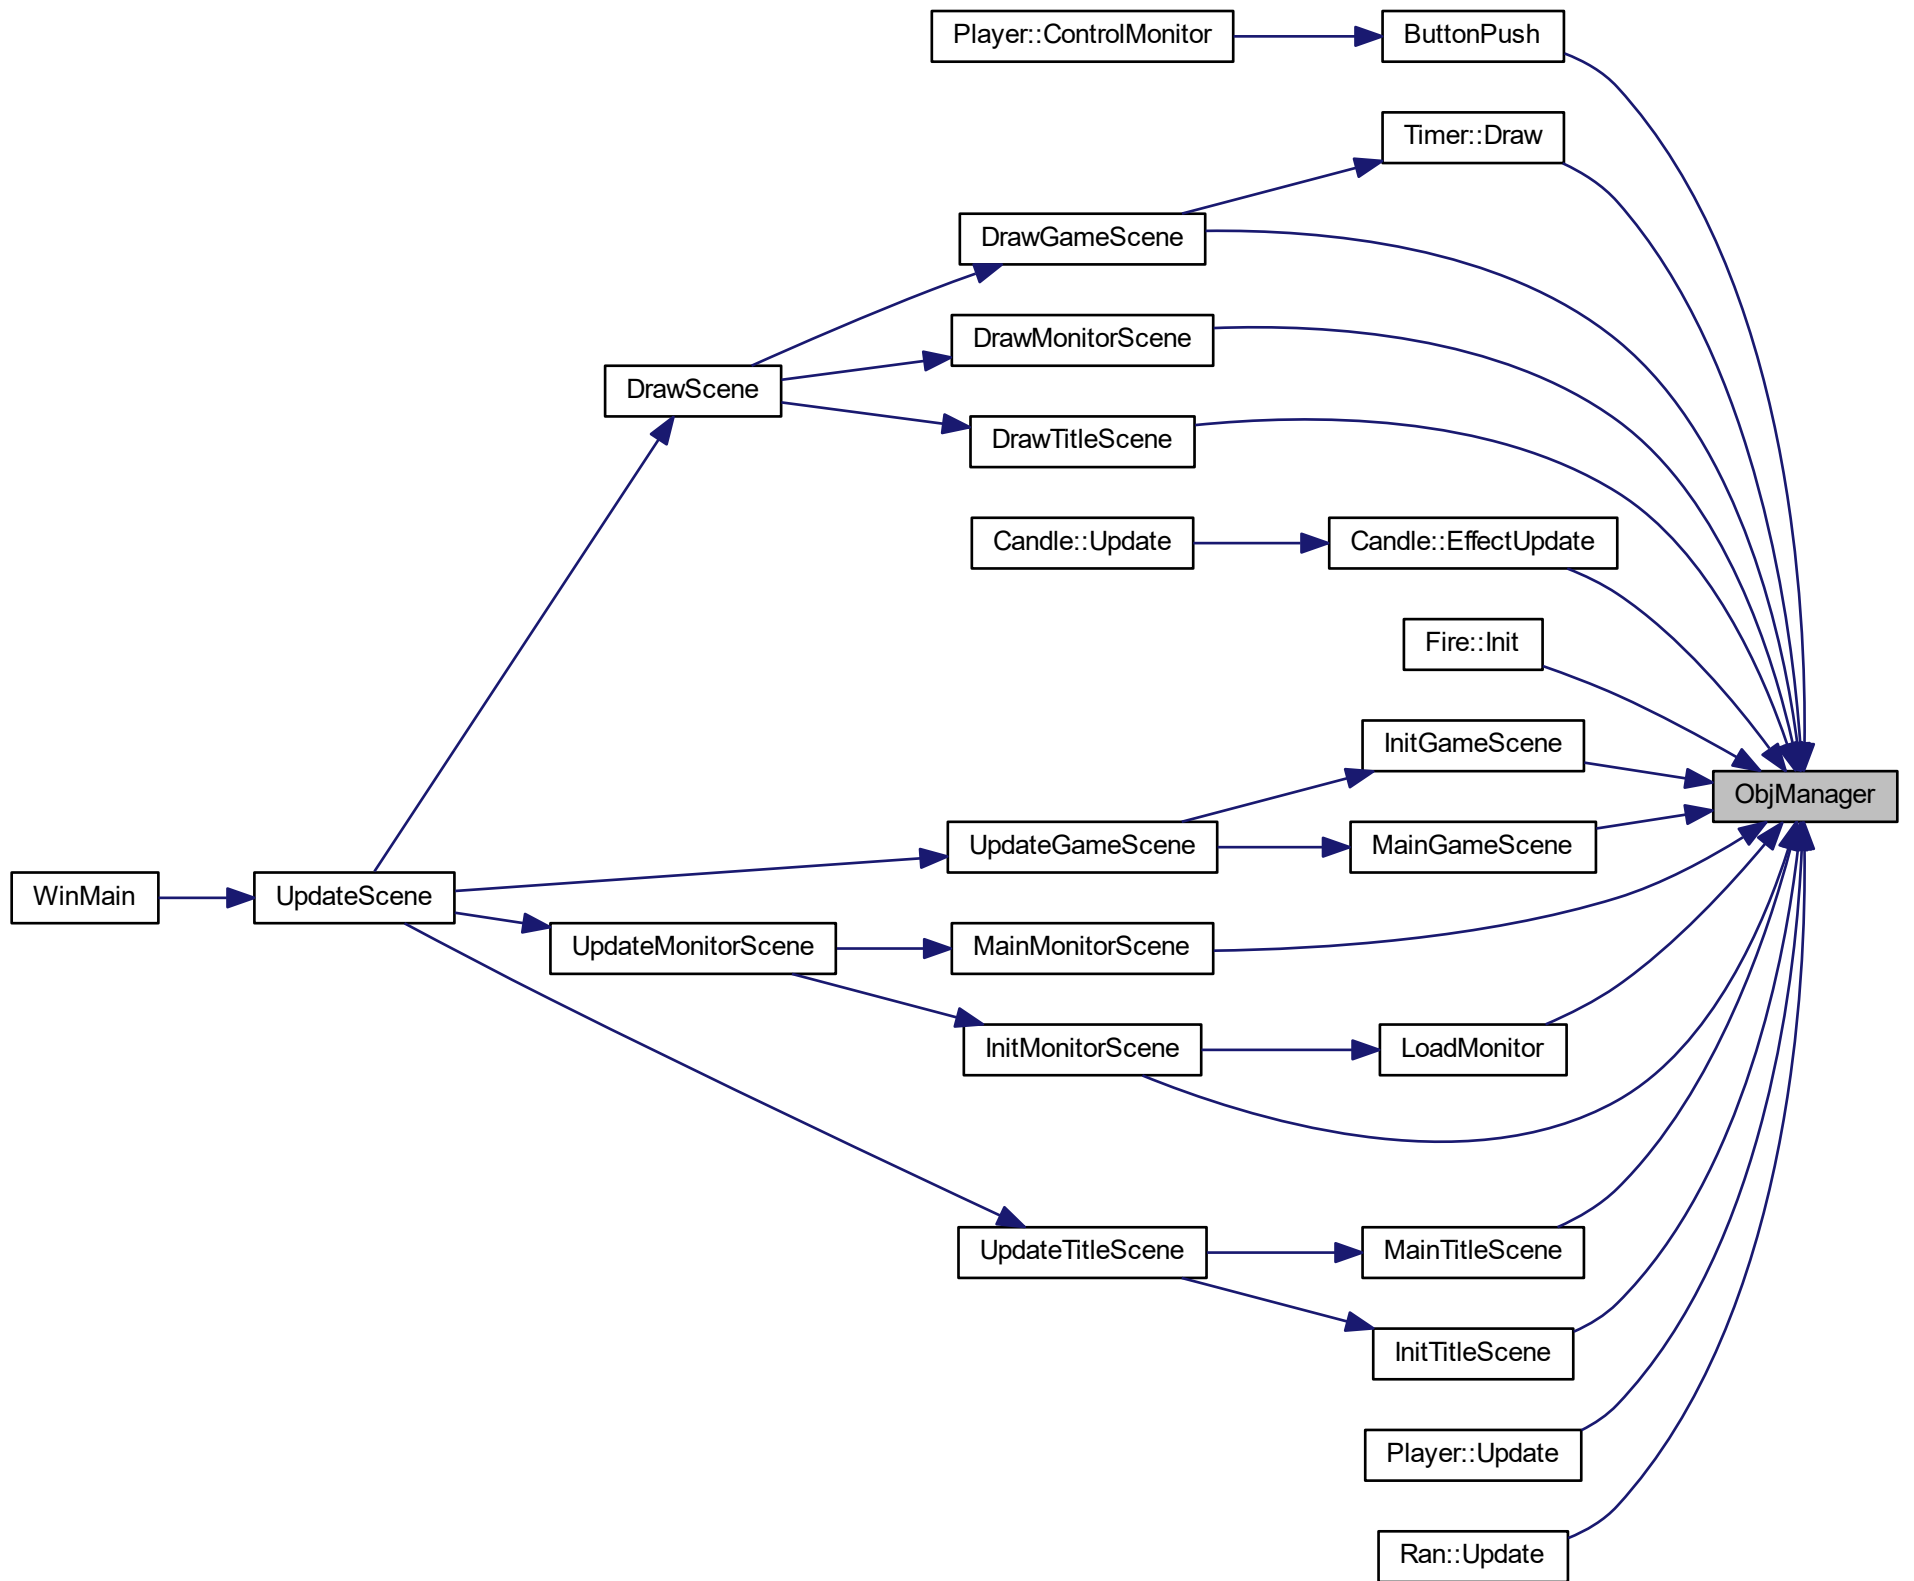 Player::ControlMonitor
ButtonPush
Timer::Draw
DrawGameScene
DrawMonitorScene
DrawScene
DrawTitleScene
Candle::Update
Candle::EffectUpdate
Fire::Init
InitGameScene
ObjManager
UpdateGameScene
MainGameScene
WinMain
UpdateScene
UpdateMonitorScene
MainMonitorScene
InitMonitorScene
LoadMonitor
UpdateTitleScene
MainTitleScene
InitTitleScene
Player::Update
Ran::Update